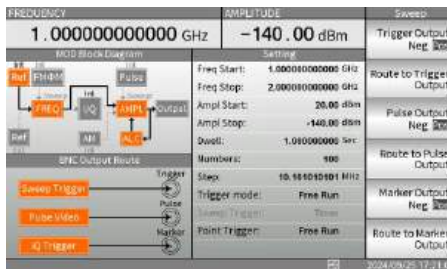 FREQUENCY
AMPLITUDE
Sweep
1.000000000000 GHz
-140.00 dBm
MOD Block Diagram
Setting
Int
Ref
FM/ΦM
Pulse
FREQ
I/Q
AMPL
Output
Ref
AM
ALC
BNC Output Route
Sweep Trigger
Trigger
Pulse Video
Pulse
IQ Trigger
Marker
Freq Start: 1.000000000000 GHz
Freq Stop: 2.000000000000 GHz
Ampl Start: 20.00 dBm
Ampl Stop: -140.00 dBm
Dwell: 1.000000000 Sec
Numbers: 100
Step: 10.101010101 MHz
Trigger mode: Free Run
Sweep Trigger: Timer
Point Trigger: Free Run
Trigger Output
Neg
Route to Trigger
Output
Pulse Output
Neg
Route to Pulse
Output
Marker Output
Neg
Route to Marker
Output